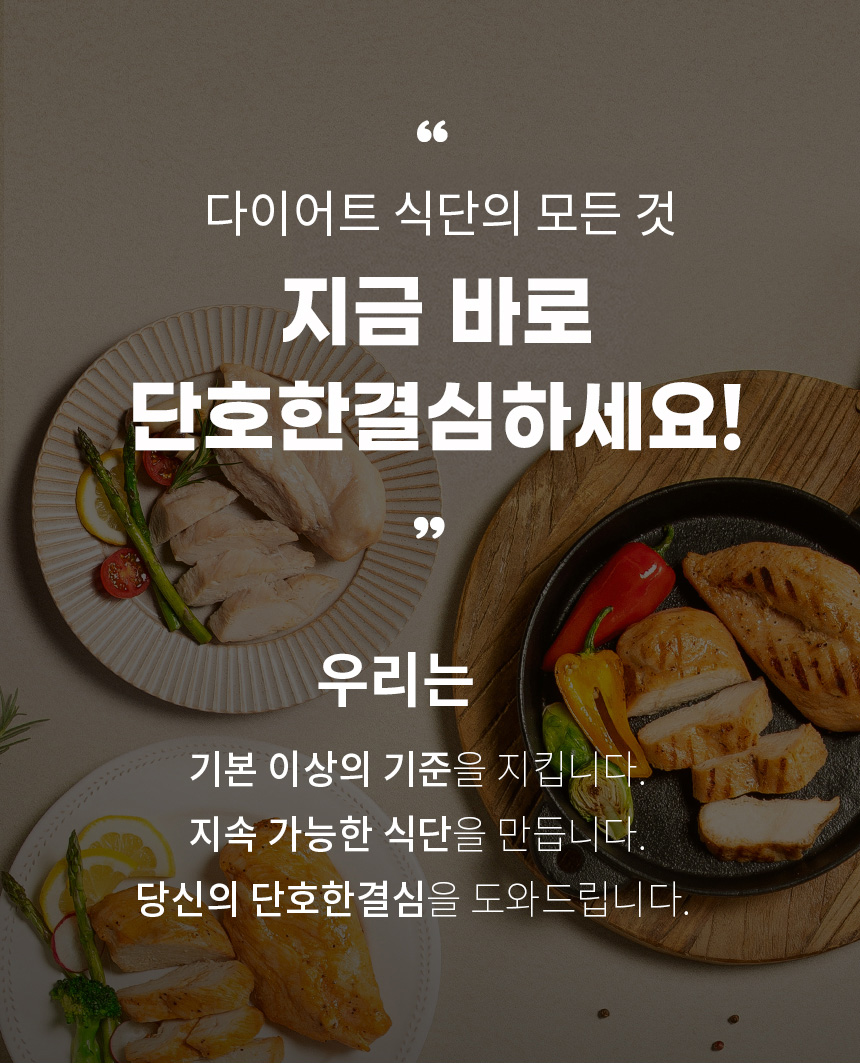 “
다이어트 식단의 모든 것
지금 바로
단호한결심하세요!
”
우리는
기본 이상의 기준을 지킵니다.
지속 가능한 식단을 만듭니다.
당신의 단호한결심을 도와드립니다.